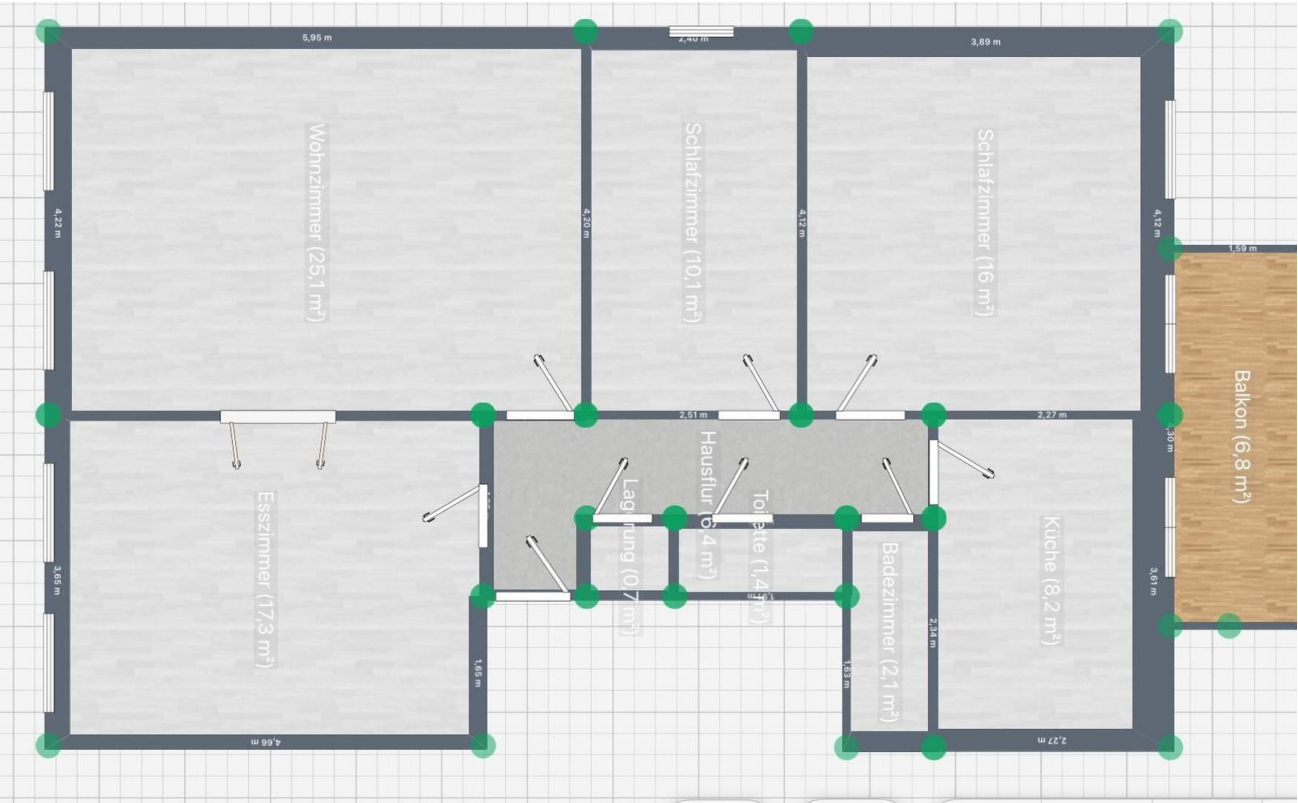 5,95 m
2,40 m
3,89 m
Wohnzimmer (25,1 m²)
Schlafzimmer (10,1 m²)
Schlafzimmer (16 m²)
4,22 m
4,20 m
4,12 m
4,12 m
1,59 m
Balkon (6,8 m²)
2,51 m
2,27 m
4,30 m
Hausflur (6,4 m²)
Esszimmer (17,3 m²)
Lagerung (0,7 m²)
Toilette (1,4 m²)
Badezimmer (2,1 m²)
Küche (8,2 m²)
3,65 m
3,61 m
1,65 m
1,63 m
2,34 m
4,66 m
2,27 m